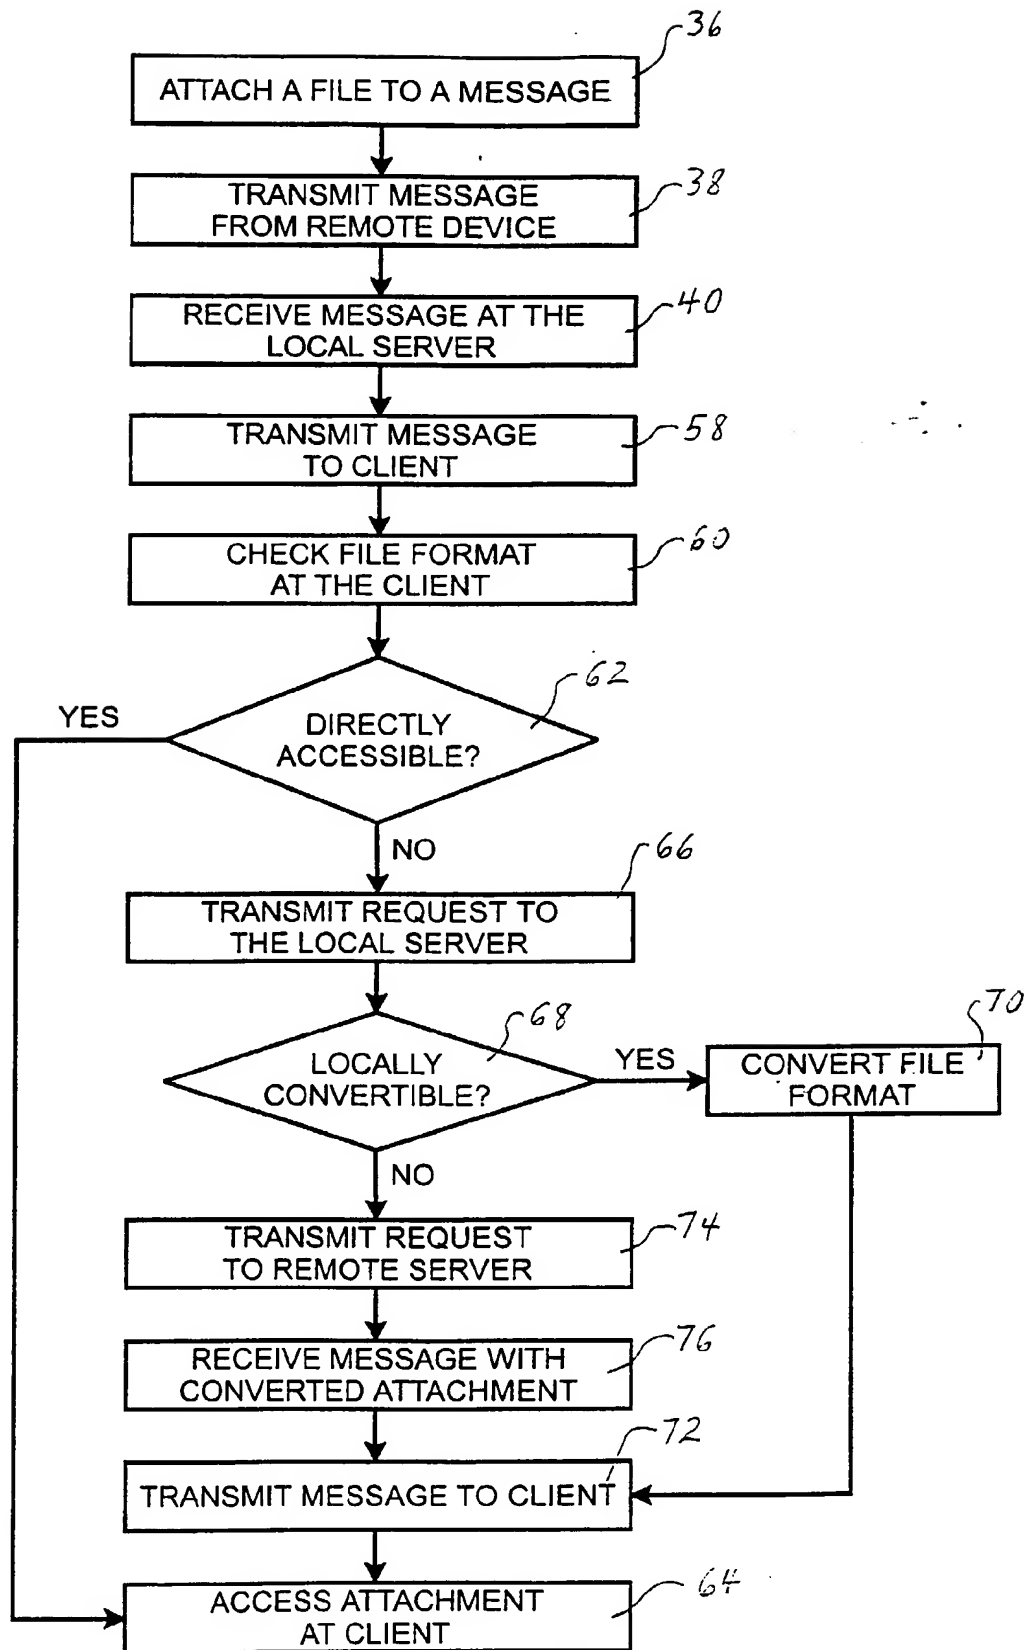 36
ATTACH A FILE TO A MESSAGE
38
TRANSMIT MESSAGE
FROM REMOTE DEVICE
40
RECEIVE MESSAGE AT THE
LOCAL SERVER
58
TRANSMIT MESSAGE
TO CLIENT
60
CHECK FILE FORMAT
AT THE CLIENT
62
YES
DIRECTLY
ACCESSIBLE?
NO
66
TRANSMIT REQUEST TO
THE LOCAL SERVER
68
LOCALLY
CONVERTIBLE?
YES
70
CONVERT FILE
FORMAT
NO
74
TRANSMIT REQUEST
TO REMOTE SERVER
76
RECEIVE MESSAGE WITH
CONVERTED ATTACHMENT
72
TRANSMIT MESSAGE TO CLIENT
64
ACCESS ATTACHMENT
AT CLIENT